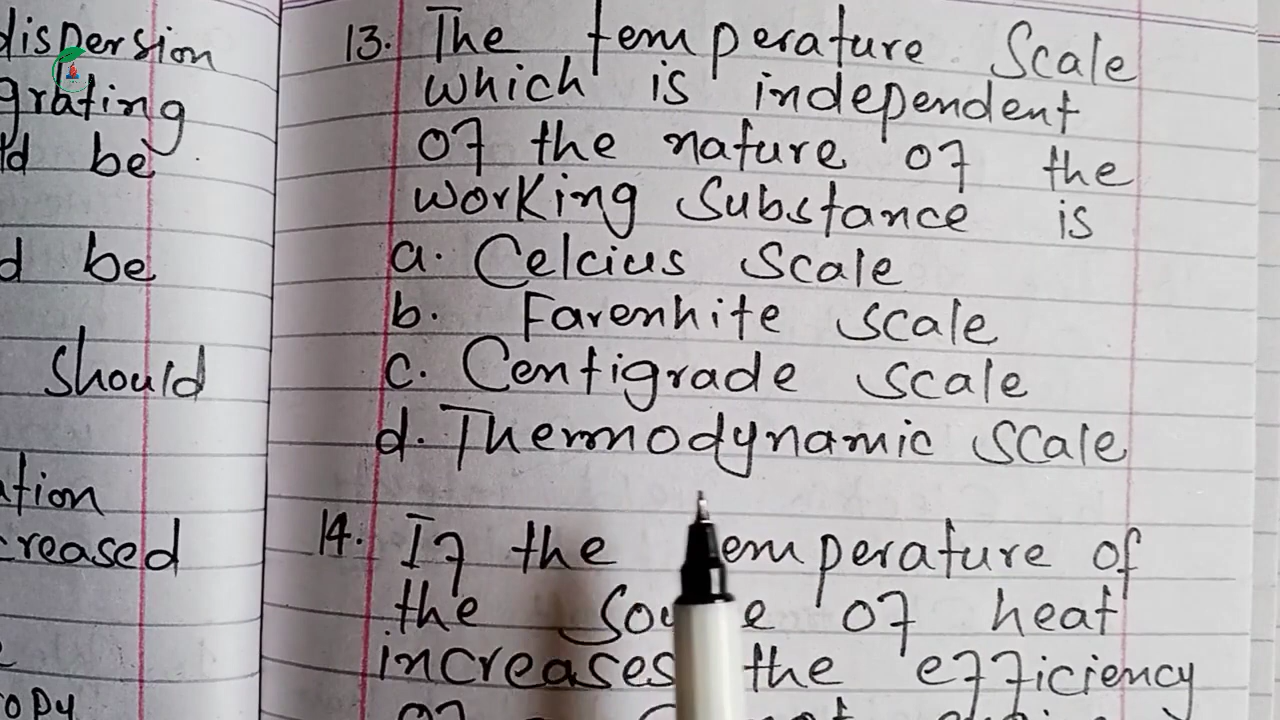 dispersion
grating
ld be
d be
should
ation
creased
opy
13. The temperature Scale
which is independent
of the nature of the
working Substance is
a. Celcius Scale
b. Farenhite scale
c. Centigrade scale
d. Thermodynamic scale
14. If the temperature of
the of heat
increases the efficiency